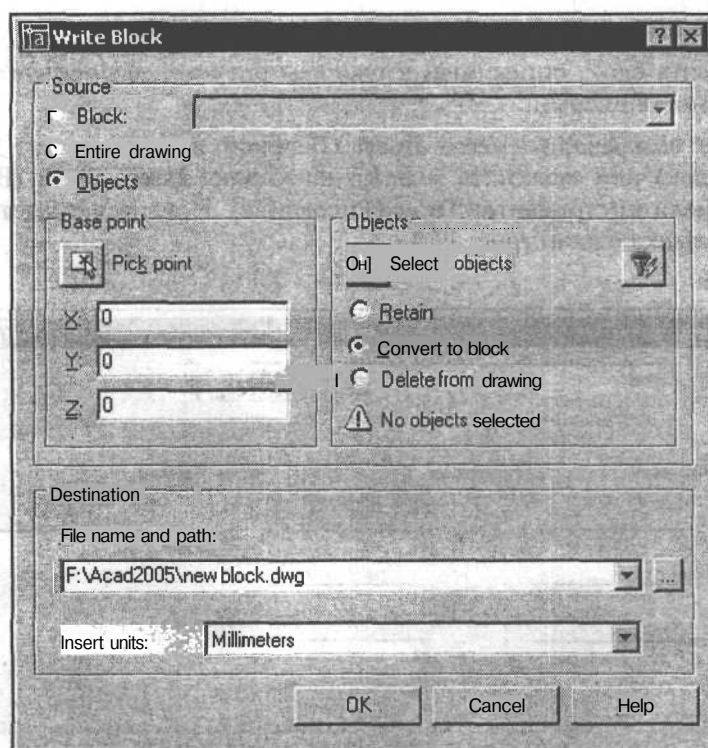 Write Block
Source
Block:
C Entire drawing
Objects
Base point
Pick point
X: 0
Y: 0
Z: 0
Objects
OH] Select objects
Retain
Convert to block
Delete from drawing
No objects selected
Destination
File name and path:
F:\Acad2005\new block.dwg
...
Insert units: Millimeters
OK Cancel Help